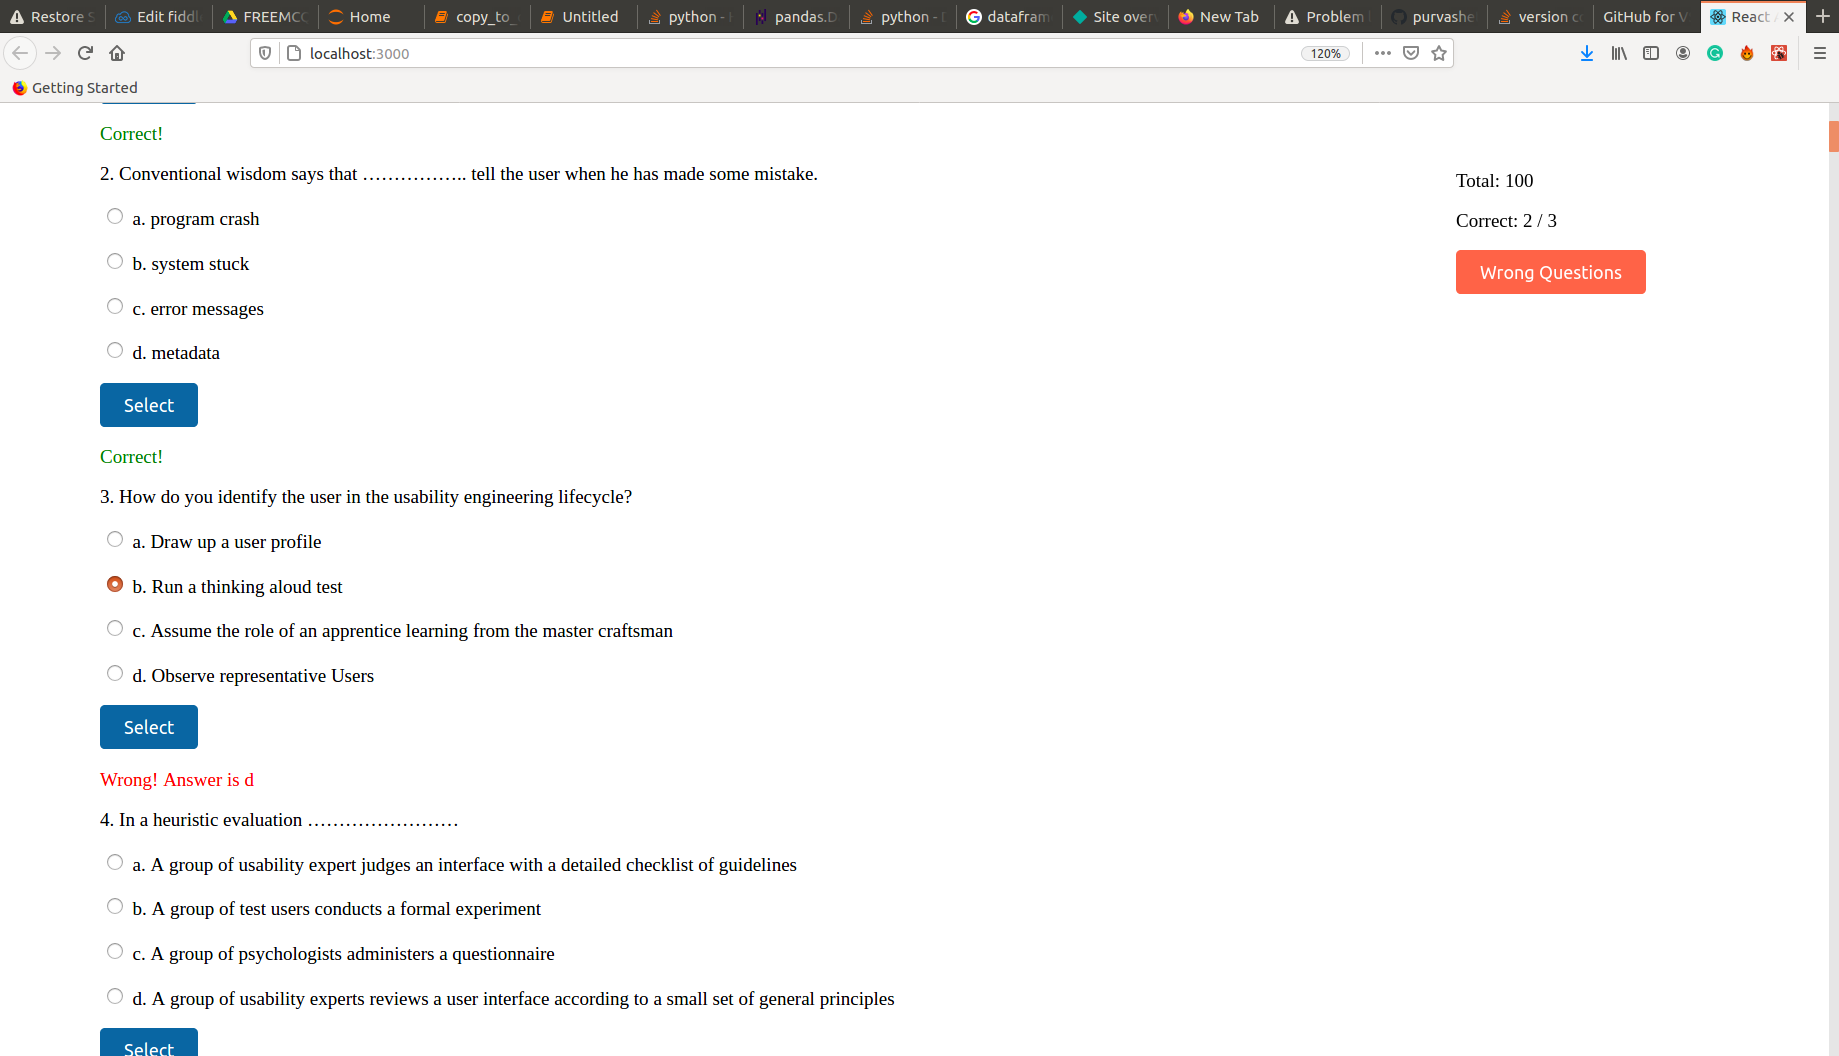 Restore
Edit fiddl
FREEMCC
Home
copy_to_
Untitled
python -
pandas.D
python -
datafram
Site over
New Tab
Problem
purvashe
version co
GitHub for V
React
localhost:3000
120%
Getting Started
Correct!
2. Conventional wisdom says that …………….. tell the user when he has made some mistake.
a. program crash
b. system stuck
c. error messages
d. metadata
Select
Total: 100
Correct: 2 / 3
Wrong Questions
Correct!
3. How do you identify the user in the usability engineering lifecycle?
a. Draw up a user profile
b. Run a thinking aloud test
c. Assume the role of an apprentice learning from the master craftsman
d. Observe representative Users
Select
Wrong! Answer is d
4. In a heuristic evaluation ……………………
a. A group of usability expert judges an interface with a detailed checklist of guidelines
b. A group of test users conducts a formal experiment
c. A group of psychologists administers a questionnaire
d. A group of usability experts reviews a user interface according to a small set of general principles
Select